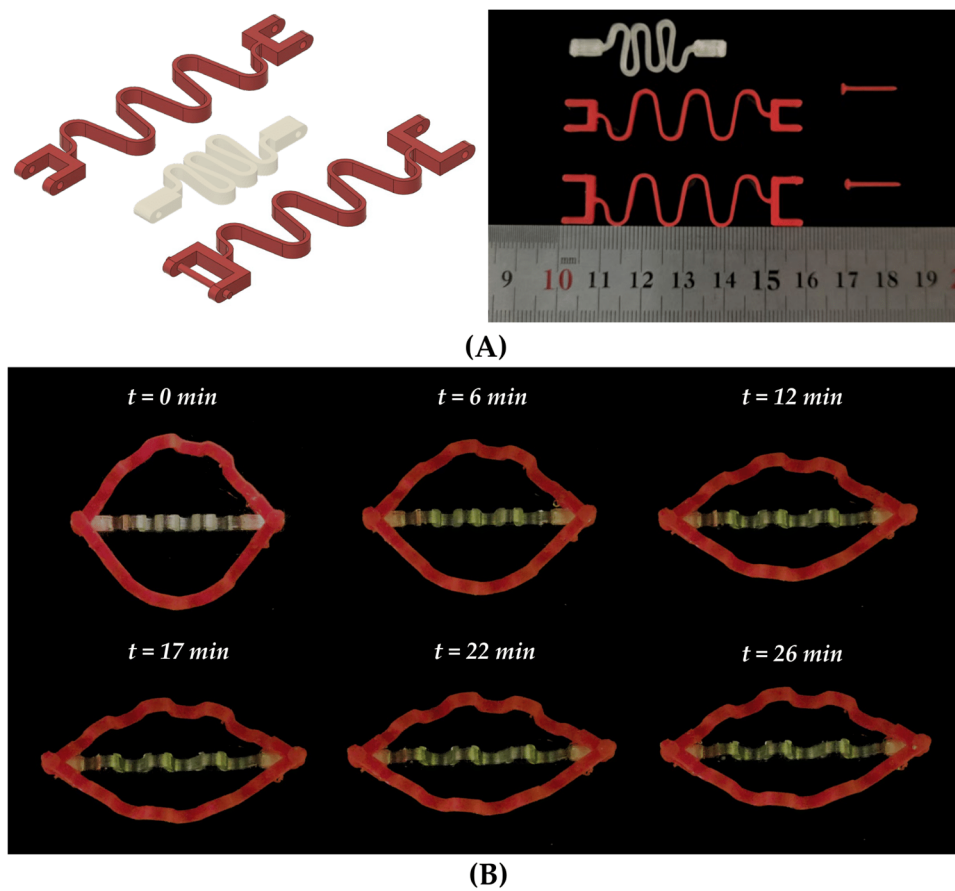 mm
9 10 11 12 13 14 15 16 17 18 19
(A)
t = 0 min t = 6 min t = 12 min
t = 17 min t = 22 min t = 26 min
(B)